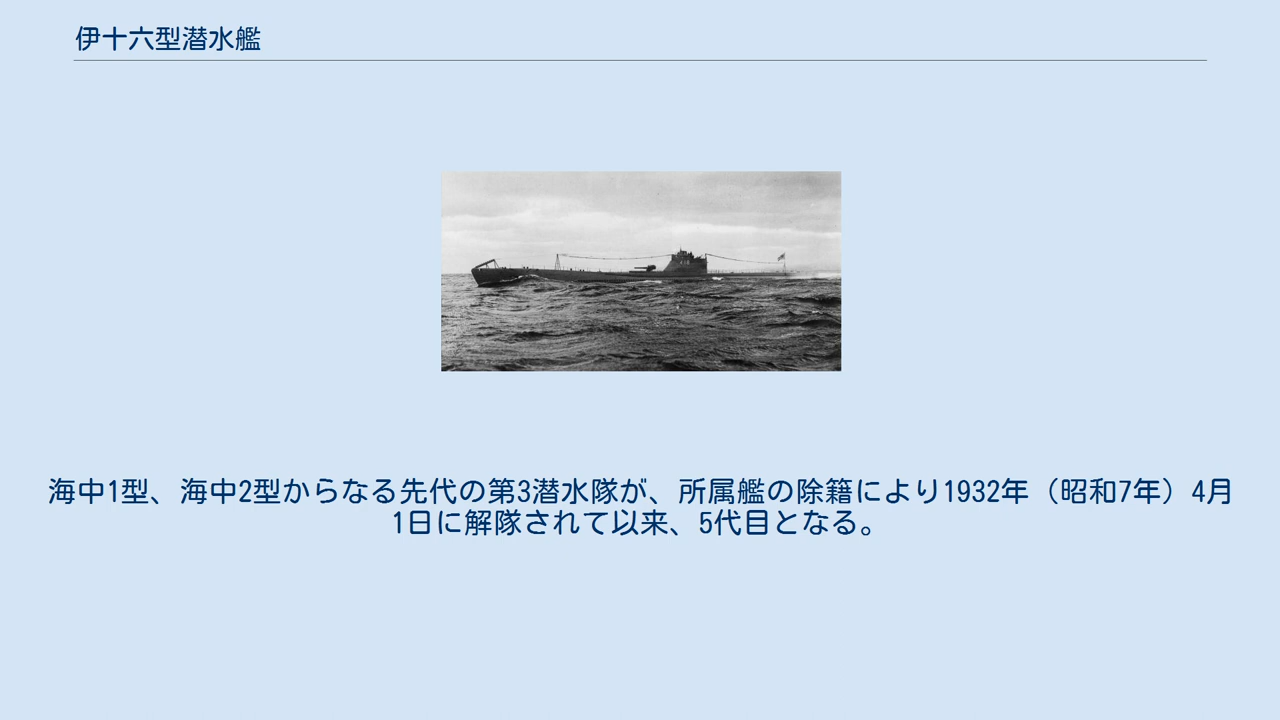 伊十六型潜水艦
海中1型、海中2型からなる先代の第3潜水隊が、所属艦の除籍により1932年（昭和7年）4月
1日に解隊されて以来、5代目となる。